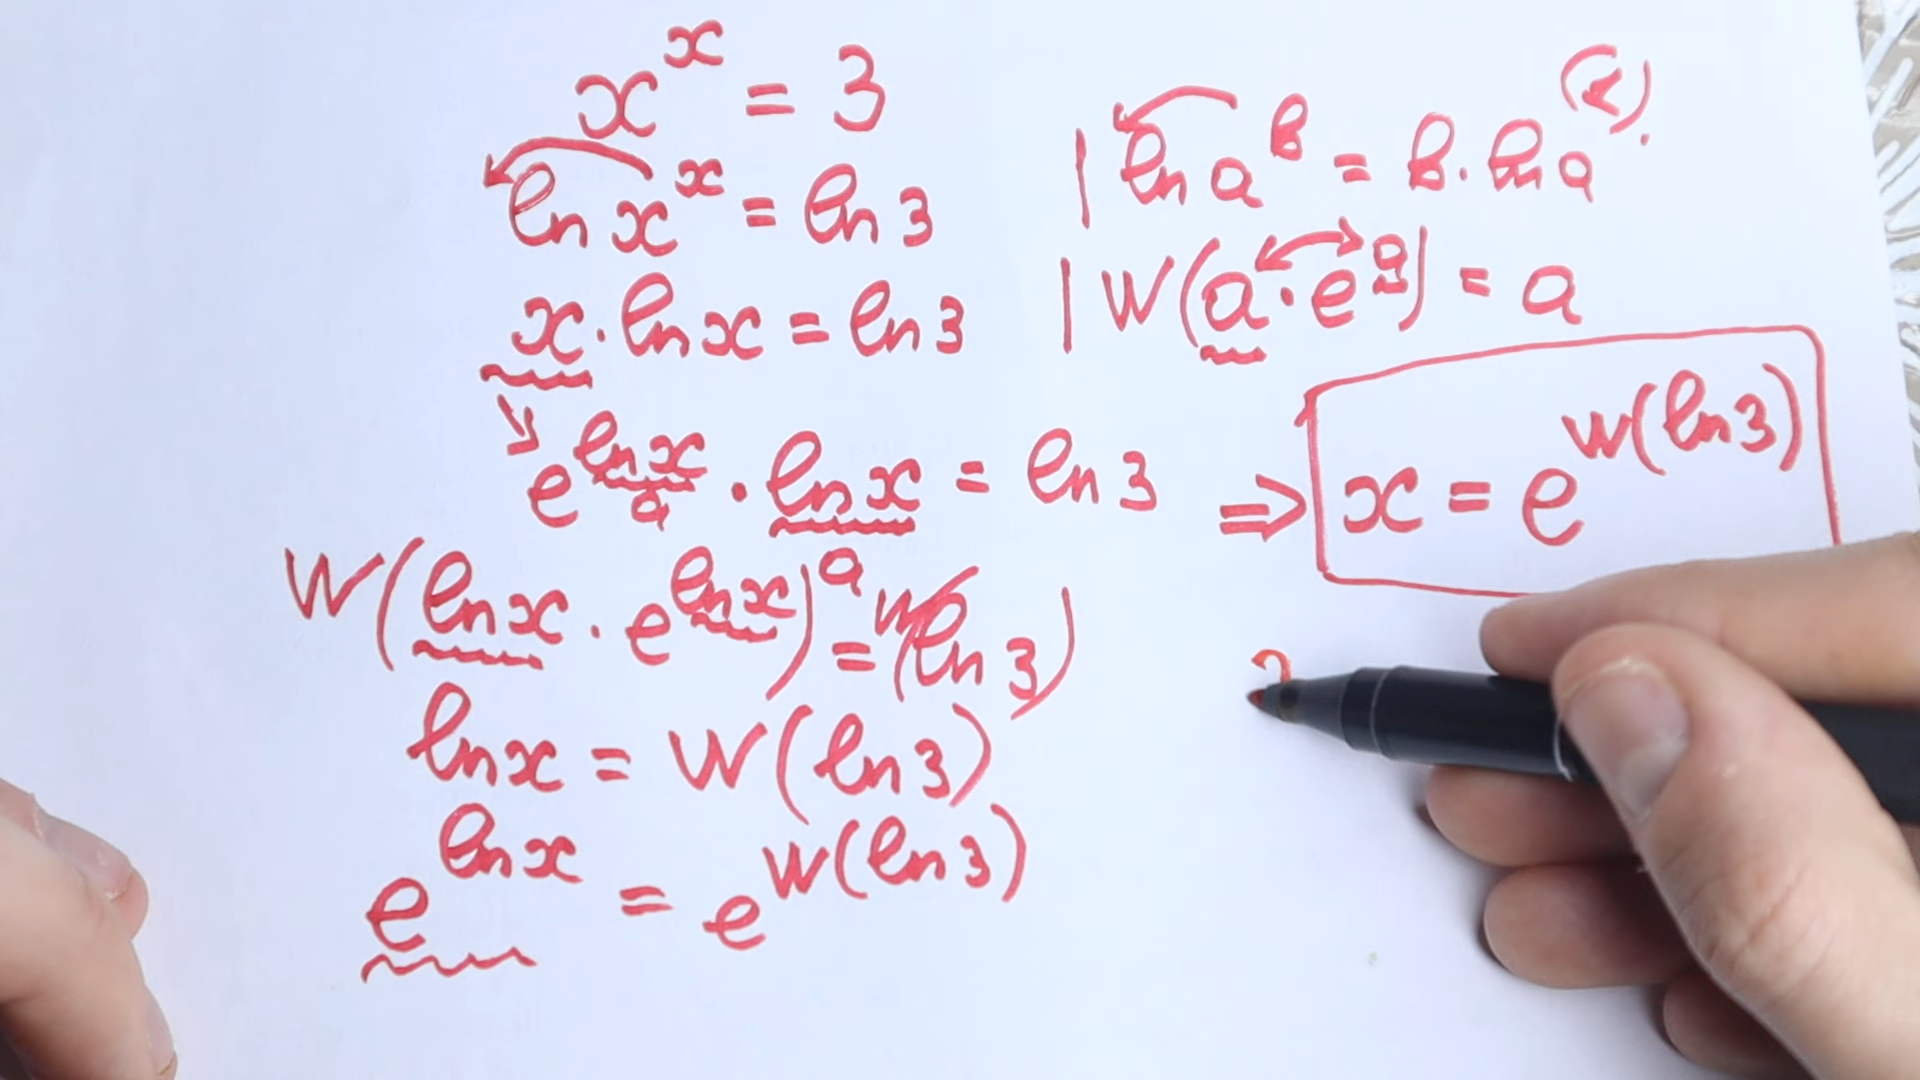 x^x = 3
ln x^x = ln 3
x · ln x = ln 3
e^(ln x) · ln x = ln 3
a
W(ln x · e^(ln x)) = W(ln 3)
a
ln x = W(ln 3)
e^(ln x) = e^(W(ln 3))
| ln a^b = b · ln a
| W(a · e^a) = a
⇒ x = e^(W(ln 3))